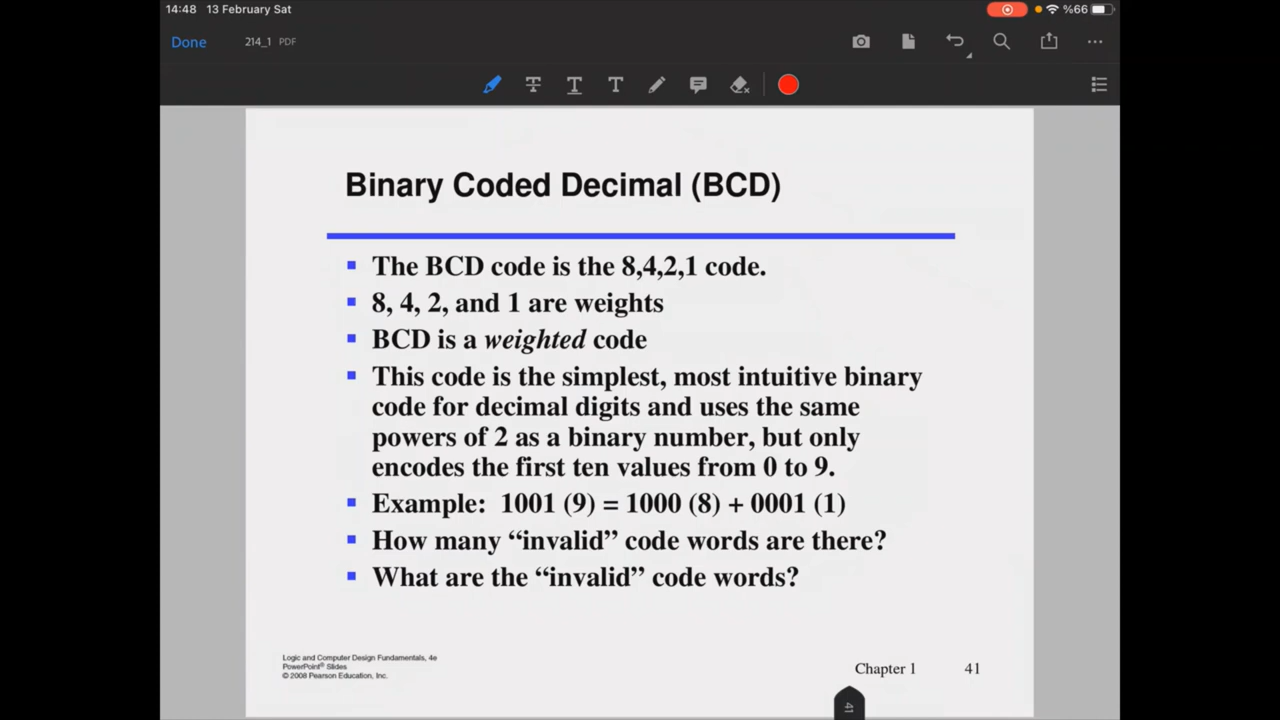 14:48 13 February Sat
%66
Done
214_1 PDF
T T T
Binary Coded Decimal (BCD)
The BCD code is the 8,4,2,1 code.
8, 4, 2, and 1 are weights
BCD is a weighted code
This code is the simplest, most intuitive binary
code for decimal digits and uses the same
powers of 2 as a binary number, but only
encodes the first ten values from 0 to 9.
Example: 1001 (9) = 1000 (8) + 0001 (1)
How many “invalid” code words are there?
What are the “invalid” code words?
Logic and Computer Design Fundamentals, 4e
PowerPoint® Slides
© 2008 Pearson Education, Inc.
Chapter 1 41
41